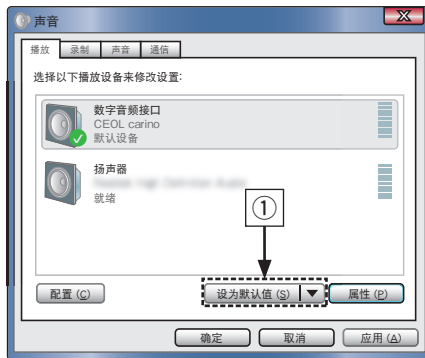 声音
播放 录制 声音 通信
选择以下播放设备来修改设置:
数字音频接口
CEOL carino
默认设备
扬声器
就绪
①
配置 (C) 设为默认值 (S) 属性 (P)
确定 取消 应用 (A)